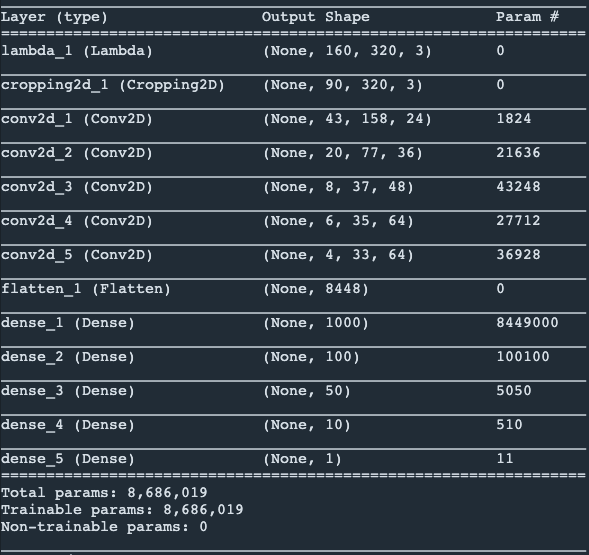 Layer (type) Output Shape Param #
=================================================================
lambda_1 (Lambda) (None, 160, 320, 3) 0
cropping2d_1 (Cropping2D) (None, 90, 320, 3) 0
conv2d_1 (Conv2D) (None, 43, 158, 24) 1824
conv2d_2 (Conv2D) (None, 20, 77, 36) 21636
conv2d_3 (Conv2D) (None, 8, 37, 48) 43248
conv2d_4 (Conv2D) (None, 6, 35, 64) 27712
conv2d_5 (Conv2D) (None, 4, 33, 64) 36928
flatten_1 (Flatten) (None, 8448) 0
dense_1 (Dense) (None, 1000) 8449000
dense_2 (Dense) (None, 100) 100100
dense_3 (Dense) (None, 50) 5050
dense_4 (Dense) (None, 10) 510
dense_5 (Dense) (None, 1) 11
=================================================================
Total params: 8,686,019
Trainable params: 8,686,019
Non-trainable params: 0